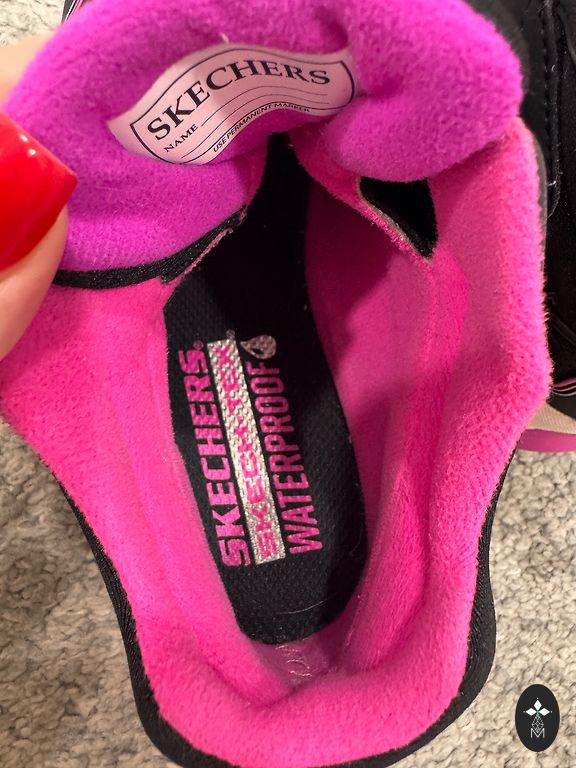 SKECHERS
NAME
USE PERMANENT MARKER
SKECHERS®
SKECH-TEX®
WATERPROOF